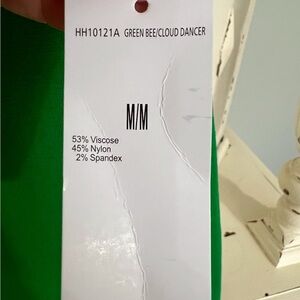 HH10121A GREEN BEE/CLOUD DANCER
M/M
53% Viscose
45% Nylon
2% Spandex